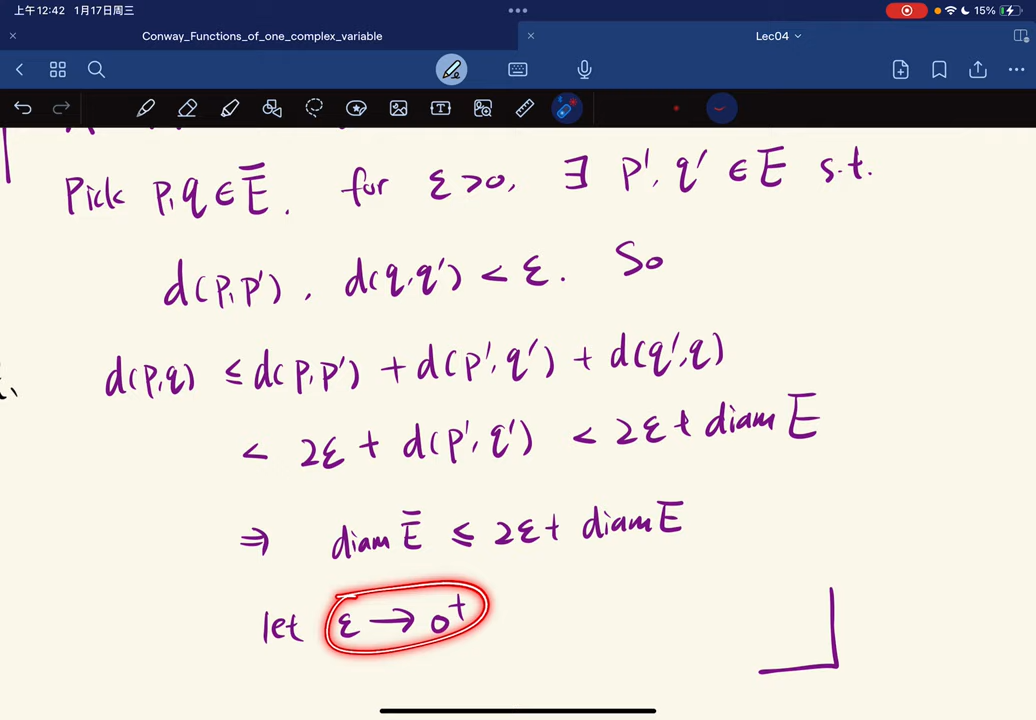 上午12:42 1月17日周三
15%
Conway_Functions_of_one_complex_variable
Lec04
Pick p,q ∈ E̅. for ε>0, ∃ p′, q′ ∈ E s.t.
d(p,p′), d(q,q′) < ε. So
d(p,q) ≤ d(p,p′) + d(p′,q′) + d(q′,q)
< 2ε + d(p′,q′) < 2ε + diam E
⇒ diam E̅ ≤ 2ε + diam E
let ε → 0⁺